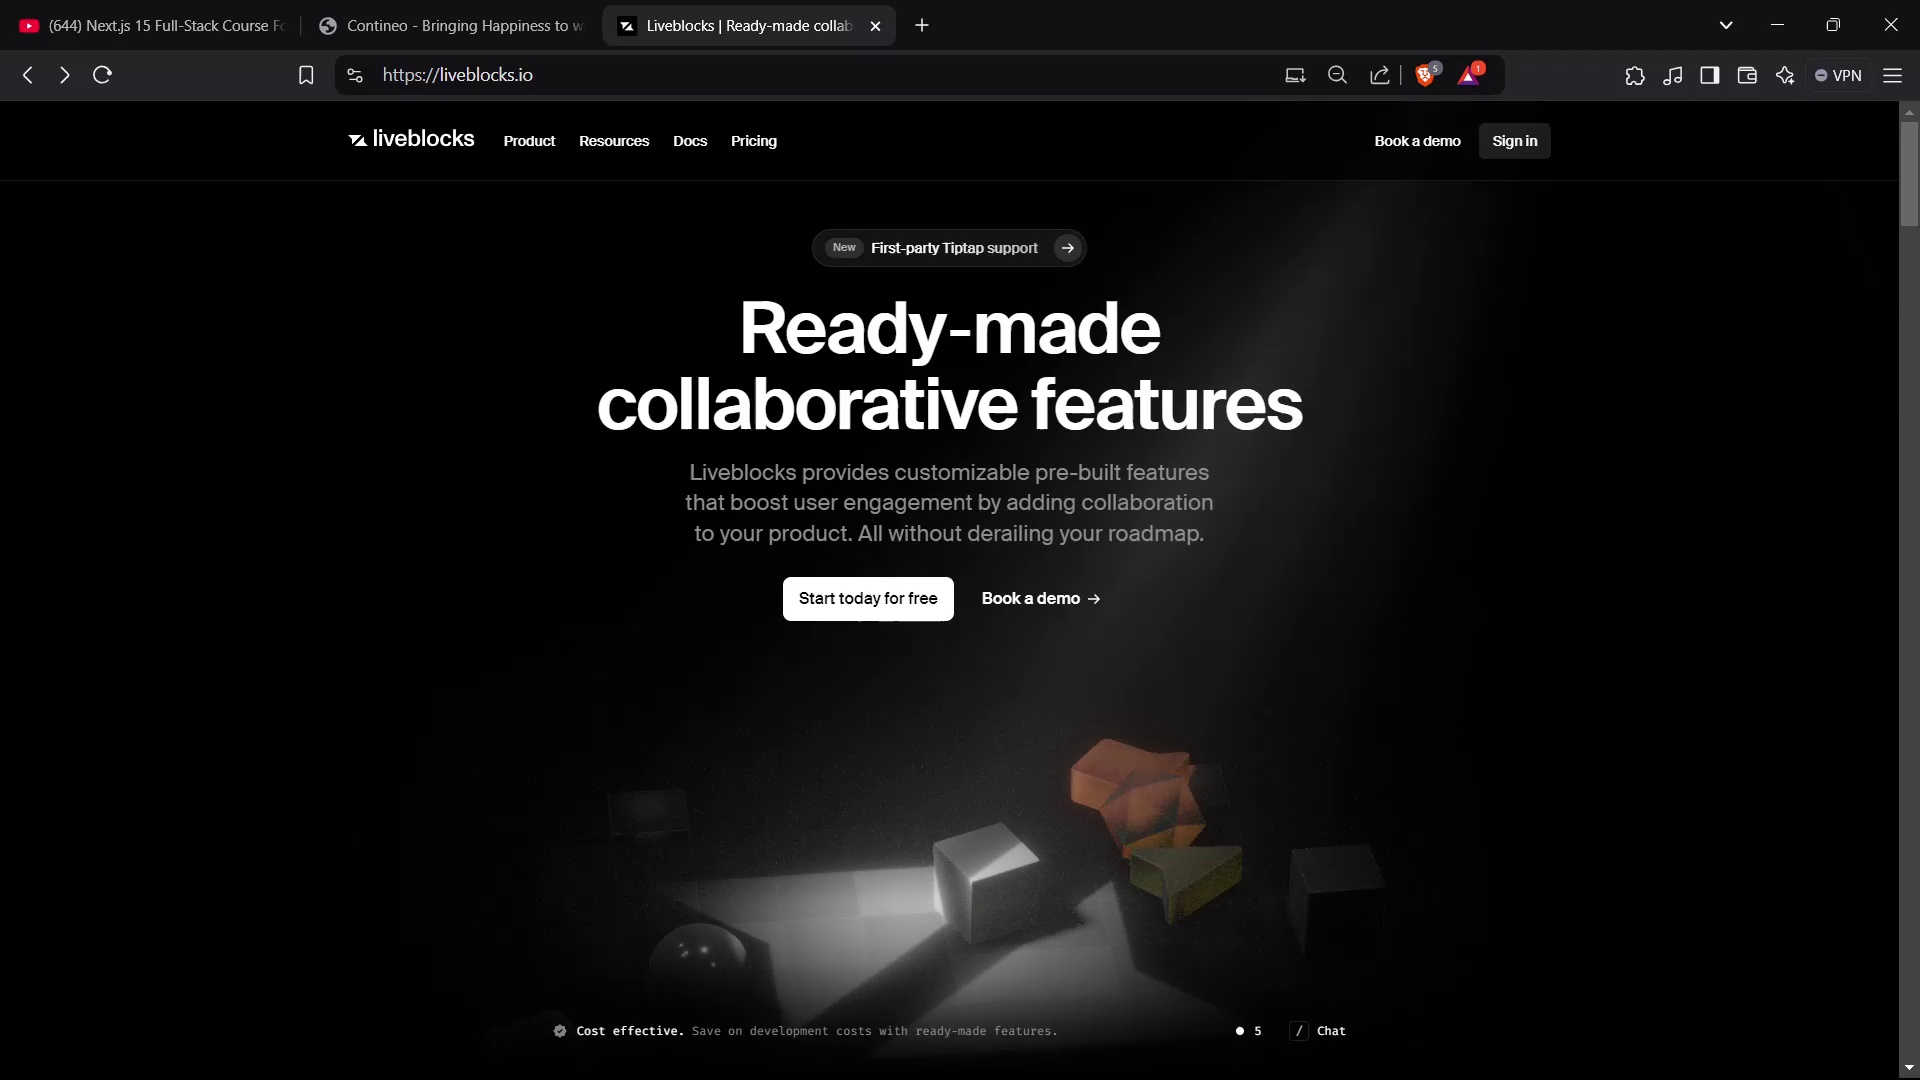 (644) Next.js 15 Full-Stack Course Fo
Contineo - Bringing Happiness to w
Liveblocks | Ready-made collab
https://liveblocks.io
5
1
VPN
liveblocks
Product
Resources
Docs
Pricing
Book a demo
Sign in
New First-party Tiptap support →
Ready-made
collaborative features
Liveblocks provides customizable pre-built features
that boost user engagement by adding collaboration
to your product. All without derailing your roadmap.
Start today for free
Book a demo →
Cost effective. Save on development costs with ready-made features.
5
/ Chat